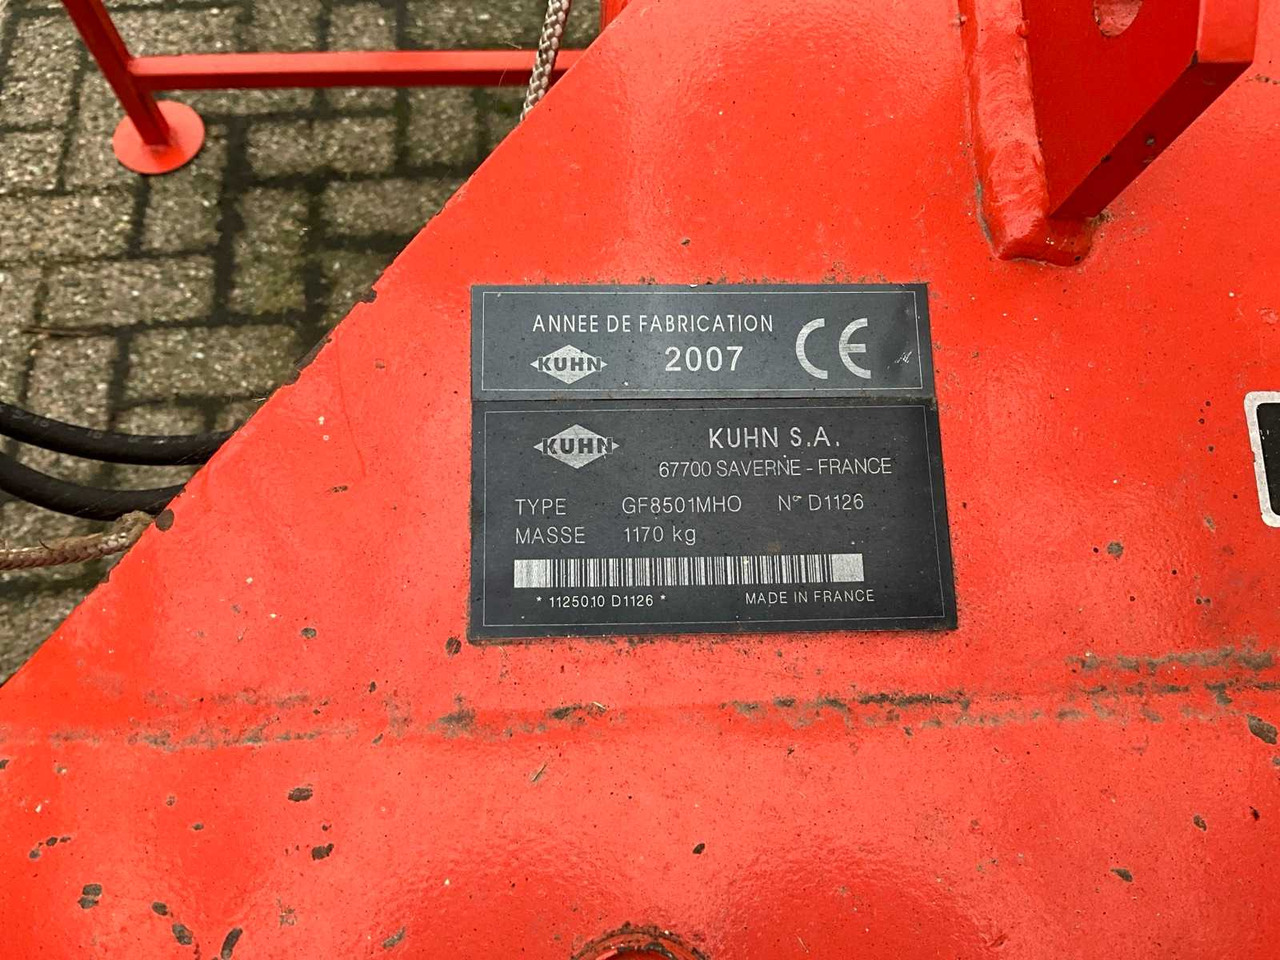 ANNEE DE FABRICATION
KUHN 2007 CE
KUHN KUHN S.A.
67700 SAVERNE - FRANCE
TYPE GF8501MHO N° D1126
MASSE 1170 kg
* 1125010 D1126 * MADE IN FRANCE